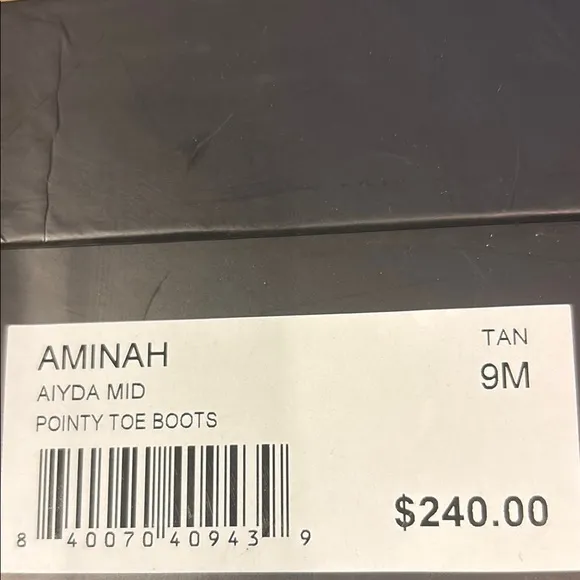 AMINAH
AIYDA MID
POINTY TOE BOOTS
TAN
9M
8 40070 40943 9
$240.00